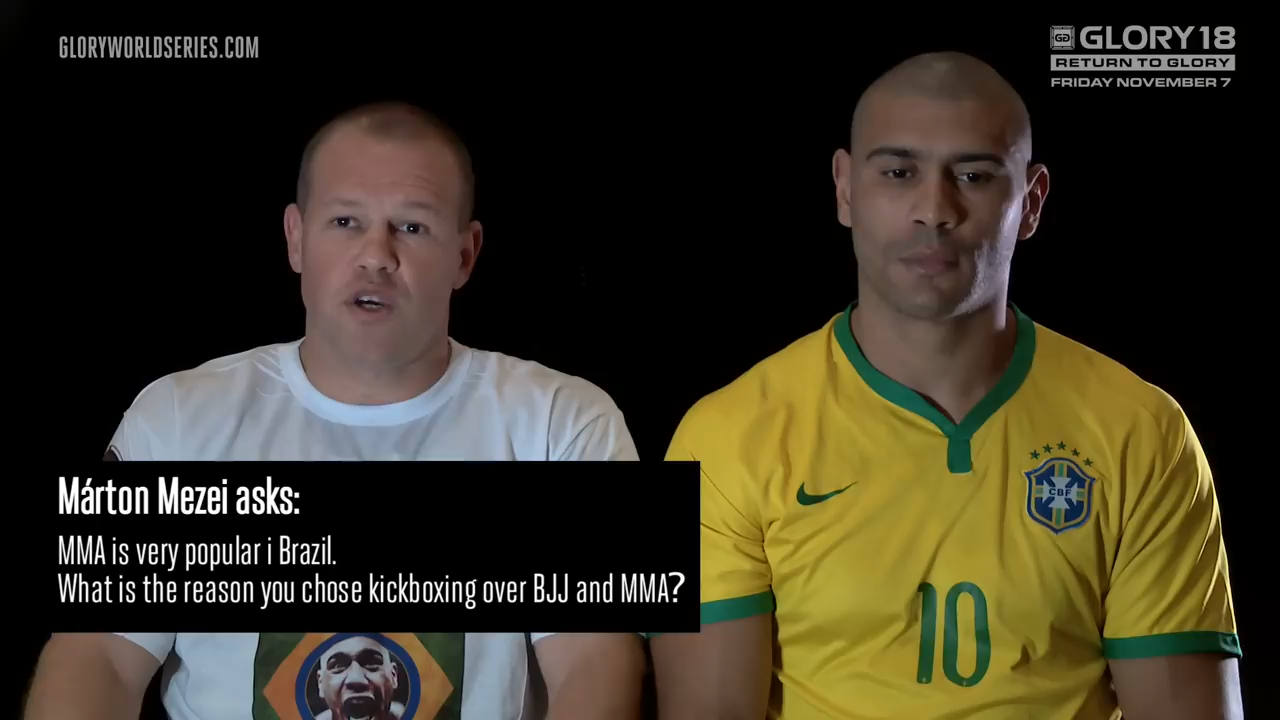 GLORYWORLDSERIES.COM
GLORY 18
RETURN TO GLORY
FRIDAY NOVEMBER 7
Márton Mezei asks:
MMA is very popular i Brazil.
What is the reason you chose kickboxing over BJJ and MMA?
CBF
10